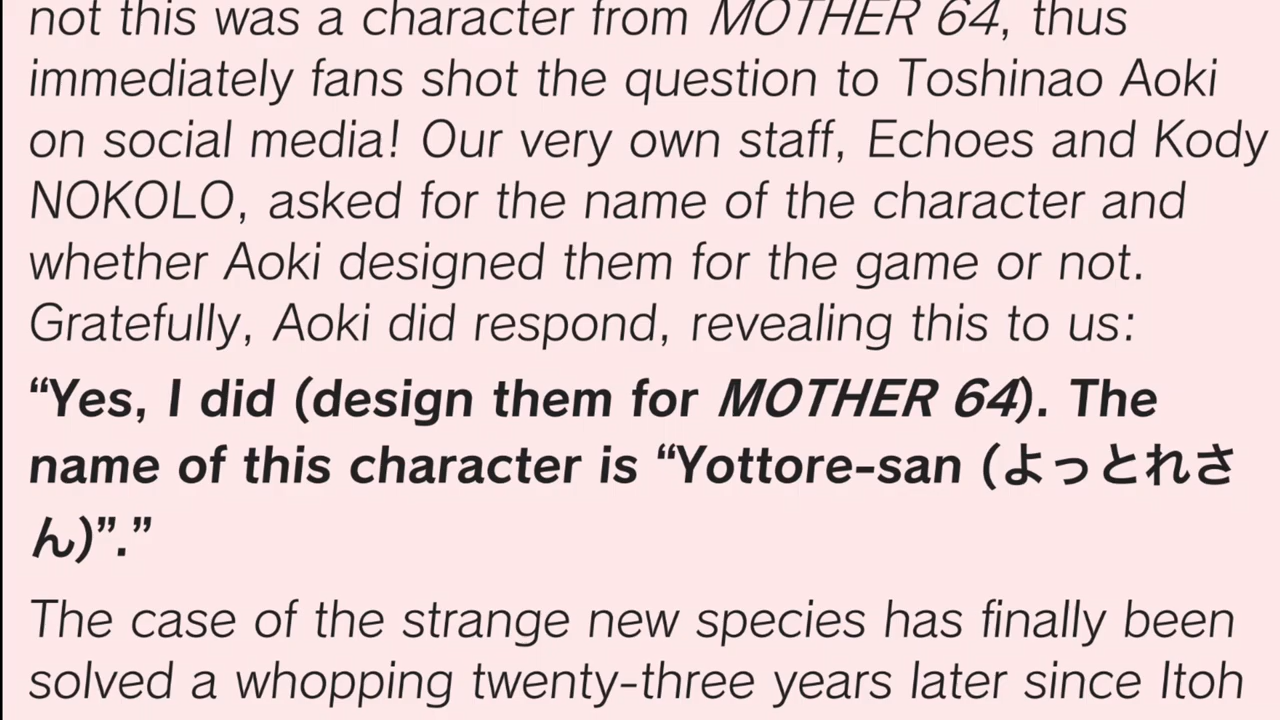 not this was a character from MOTHER 64, thus
immediately fans shot the question to Toshinao Aoki
on social media! Our very own staff, Echoes and Kody
NOKOLO, asked for the name of the character and
whether Aoki designed them for the game or not.
Gratefully, Aoki did respond, revealing this to us:
“Yes, I did (design them for MOTHER 64). The
name of this character is “Yottore-san (よっとれさ
ん)”.”
The case of the strange new species has finally been
solved a whopping twenty-three years later since Itoh